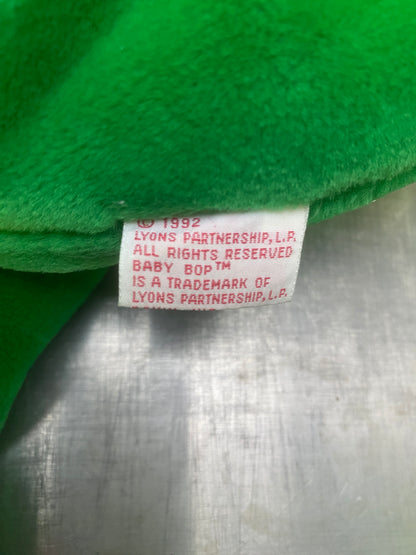 © 1992
LYONS PARTNERSHIP, L.P.
ALL RIGHTS RESERVED
BABY BOP™
IS A TRADEMARK OF
LYONS PARTNERSHIP, L.P.